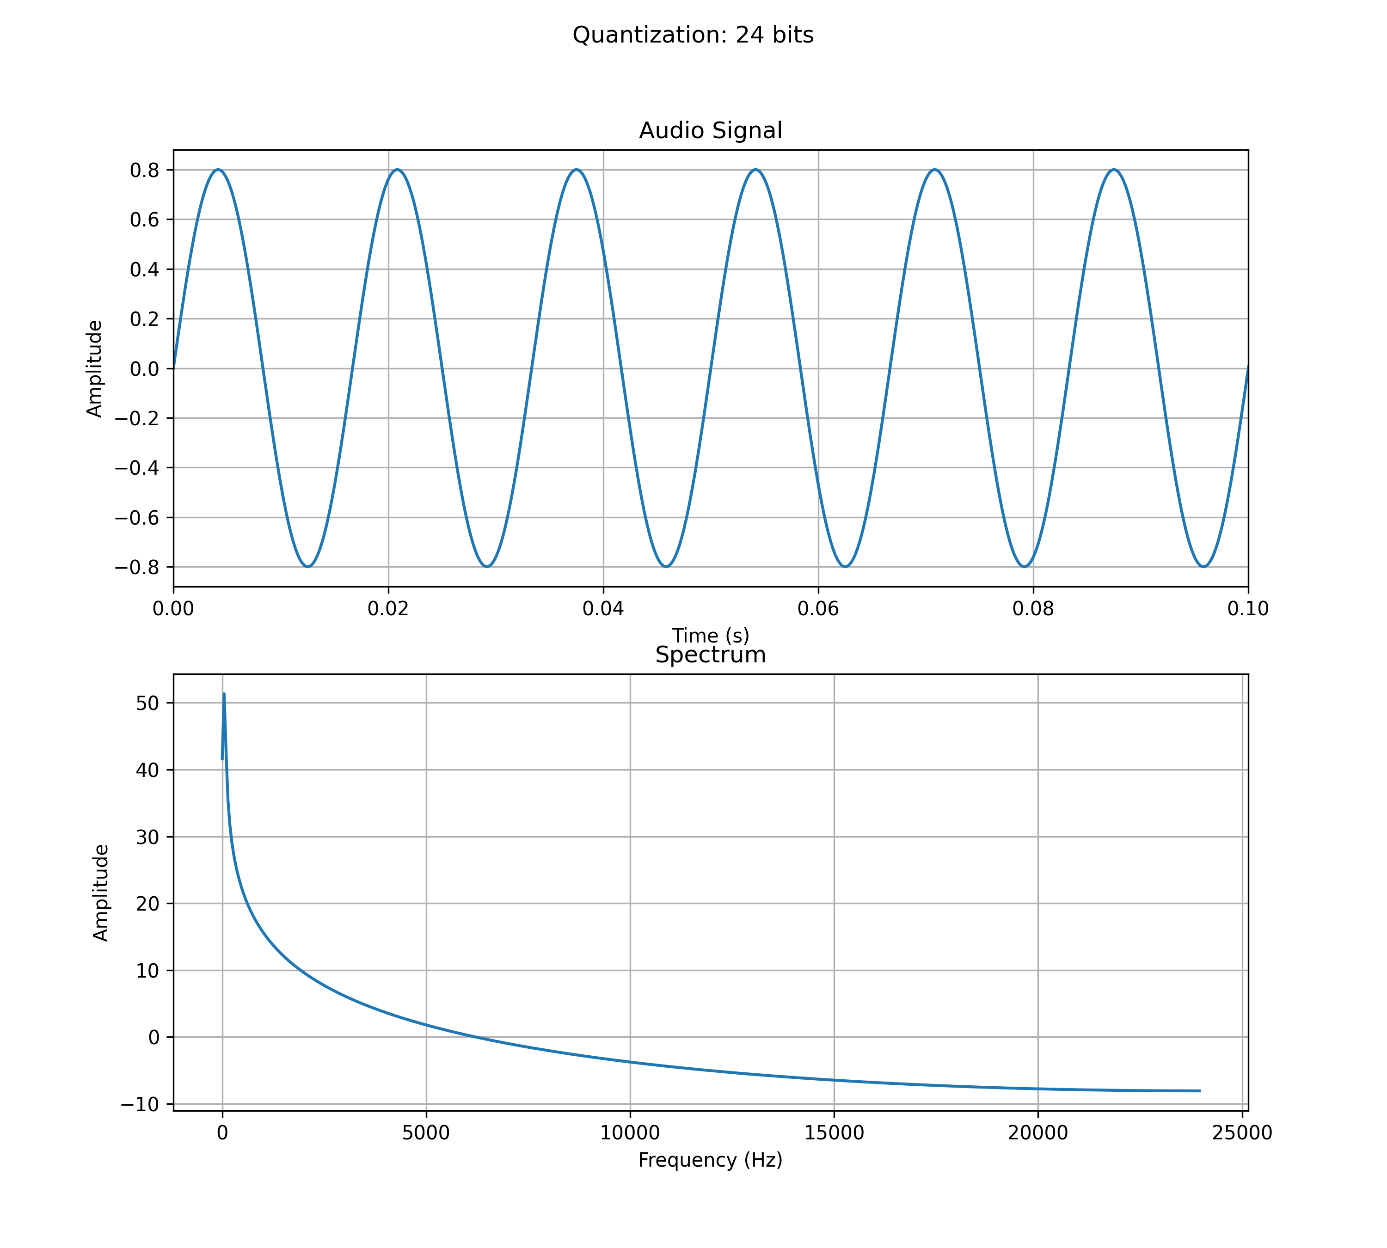 Quantization: 24 bits
Audio Signal
0.8
0.6
0.4
0.2
0.0
−0.2
−0.4
−0.6
−0.8
Amplitude
0.00 0.02 0.04 0.06 0.08 0.10
Time (s)
Spectrum
50
40
30
20
10
0
−10
Amplitude
0 5000 10000 15000 20000 25000
Frequency (Hz)